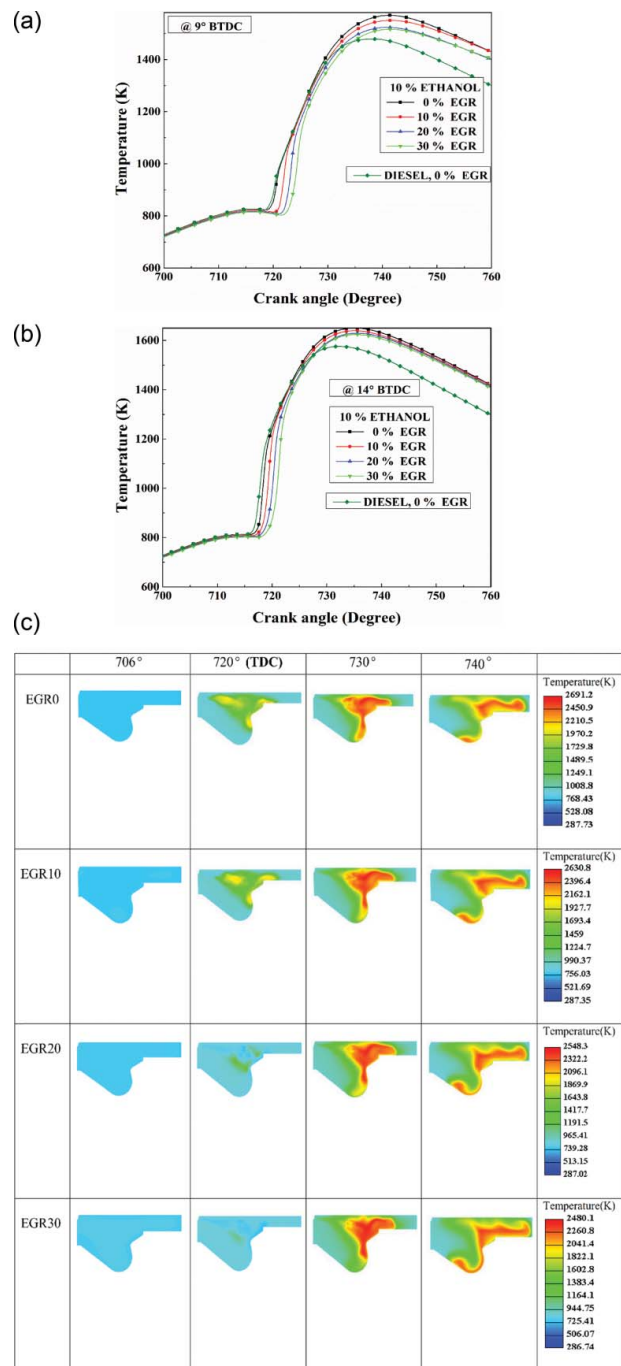 (a)
@ 9° BTDC
1400
1200
1000
800
600
Temperature (K)
10 % ETHANOL
0 % EGR
10 % EGR
20 % EGR
30 % EGR
DIESEL, 0 % EGR
700 710 720 730 740 750 760
Crank angle (Degree)
(b)
1600
1400
1200
1000
800
600
Temperature (K)
@ 14° BTDC
10 % ETHANOL
0 % EGR
10 % EGR
20 % EGR
30 % EGR
DIESEL, 0 % EGR
700 710 720 730 740 750 760
Crank angle (Degree)
(c)
706° 720° (TDC) 730° 740°
EGR0
Temperature(K)
2691.2
2450.9
2210.5
1970.2
1729.8
1489.5
1249.1
1008.8
768.43
528.08
287.73
EGR10
Temperature(K)
2630.8
2396.4
2162.1
1927.7
1693.4
1459
1224.7
990.37
756.03
521.69
287.35
EGR20
Temperature(K)
2548.3
2322.2
2096.1
1869.9
1643.8
1417.7
1191.5
965.41
739.28
513.15
287.02
EGR30
Temperature(K)
2480.1
2260.8
2041.4
1822.1
1602.8
1383.4
1164.1
944.75
725.41
506.07
286.74